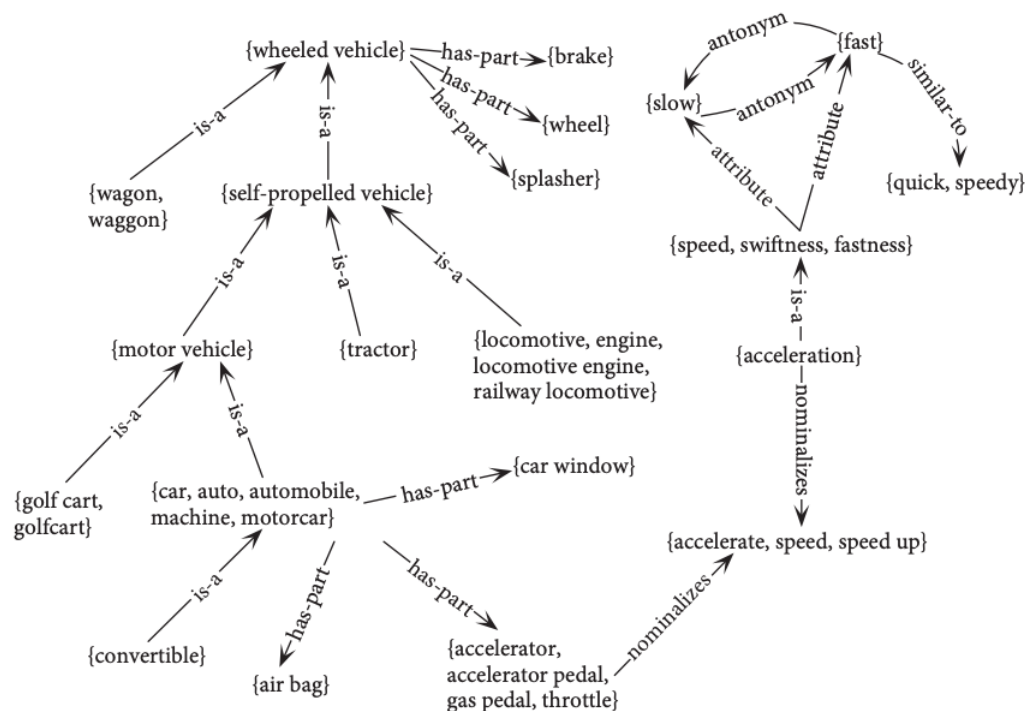 {wheeled vehicle}
has-part
{brake}
has-part
{wheel}
has-part
{splasher}
is-a
is-a
{wagon,
waggon}
{self-propelled vehicle}
is-a
is-a
is-a
{motor vehicle}
{tractor}
{locomotive, engine,
locomotive engine,
railway locomotive}
is-a
is-a
{golf cart,
golfcart}
{car, auto, automobile,
machine, motorcar}
has-part
{car window}
is-a
has-part
has-part
{convertible}
{air bag}
{accelerator,
accelerator pedal,
gas pedal, throttle}
nominalizes
antonym
{fast}
{slow}
antonym
similar-to
attribute
attribute
{quick, speedy}
{speed, swiftness, fastness}
is-a
{acceleration}
nominalizes
{accelerate, speed, speed up}